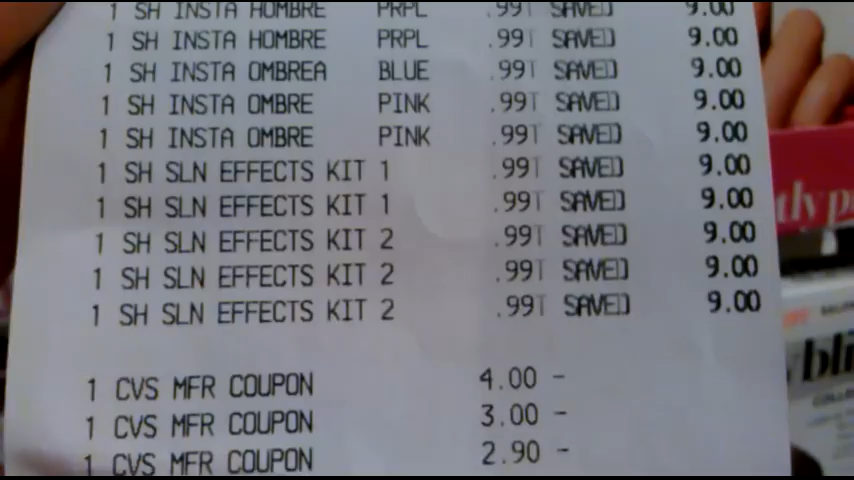 1 SH INSTA HOMBRE PRPL .99T SAVED 9.00
1 SH INSTA HOMBRE PRPL .99T SAVED 9.00
1 SH INSTA OMBREA BLUE .99T SAVED 9.00
1 SH INSTA OMBRE PINK .99T SAVED 9.00
1 SH INSTA OMBRE PINK .99T SAVED 9.00
1 SH SLN EFFECTS KIT 1 .99T SAVED 9.00
1 SH SLN EFFECTS KIT 1 .99T SAVED 9.00
1 SH SLN EFFECTS KIT 2 .99T SAVED 9.00
1 SH SLN EFFECTS KIT 2 .99T SAVED 9.00
1 SH SLN EFFECTS KIT 2 .99T SAVED 9.00
1 CVS MFR COUPON 4.00 -
1 CVS MFR COUPON 3.00 -
1 CVS MFR COUPON 2.90 -